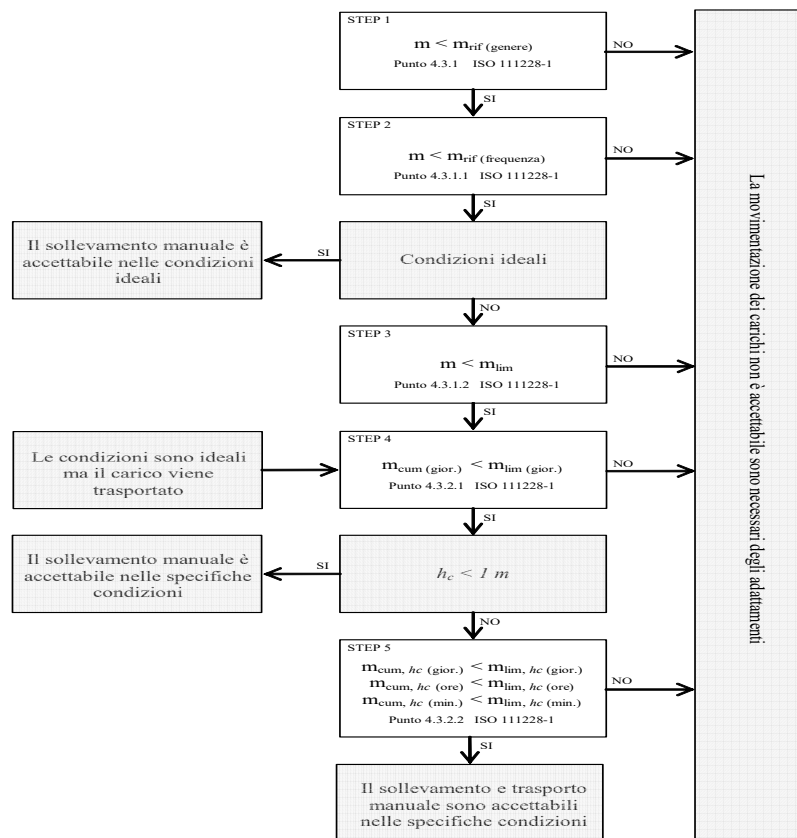 STEP 1
m < mrif (genere)
Punto 4.3.1 ISO 111228-1
NO
SI
STEP 2
m < mrif (frequenza)
Punto 4.3.1.1 ISO 111228-1
NO
SI
Il sollevamento manuale è
accettabile nelle condizioni
ideali
SI
Condizioni ideali
NO
STEP 3
m < mlim
Punto 4.3.1.2 ISO 111228-1
NO
SI
Le condizioni sono ideali
ma il carico viene
trasportato
STEP 4
mcum (gior.) < mlim (gior.)
Punto 4.3.2.1 ISO 111228-1
NO
SI
Il sollevamento manuale è
accettabile nelle specifiche
condizioni
SI
hc < 1 m
NO
STEP 5
mcum, hc (gior.) < mlim, hc (gior.)
mcum, hc (ore) < mlim, hc (ore)
mcum, hc (min.) < mlim, hc (min.)
Punto 4.3.2.2 ISO 111228-1
NO
SI
Il sollevamento e trasporto
manuale sono accettabili
nelle specifiche condizioni
La movimentazione dei carichi non è accettabile sono necessari degli adattamenti